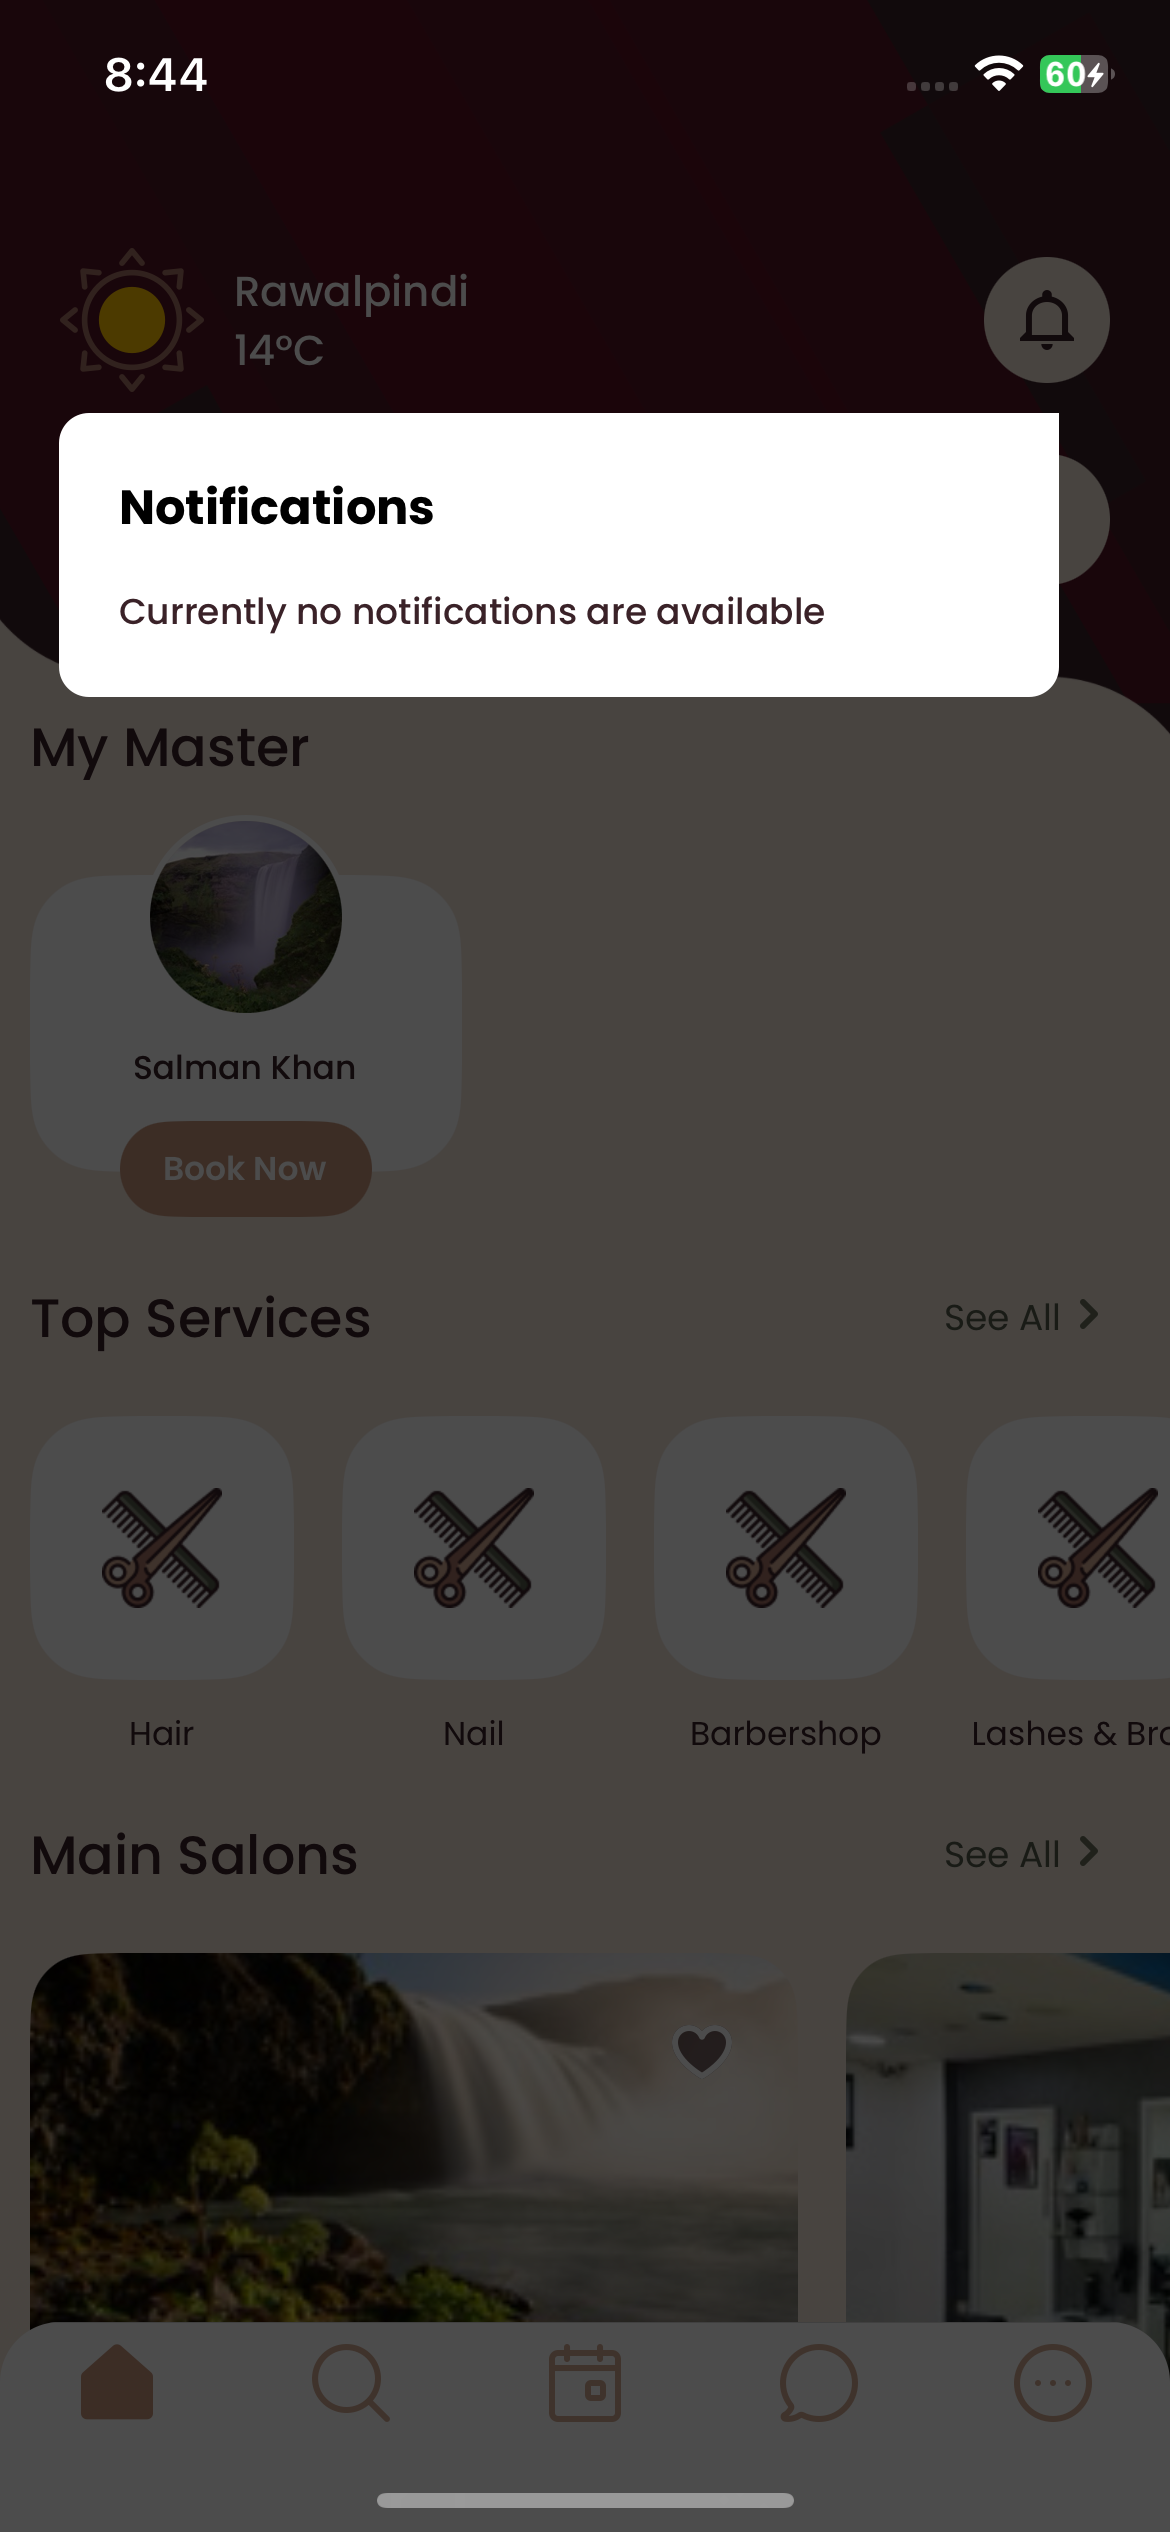 8:44
60
Rawalpindi
14°C
Notifications
Currently no notifications are available
My Master
Salman Khan
Book Now
Top Services
See All
Hair
Nail
Barbershop
Lashes &
Main Salons
See All